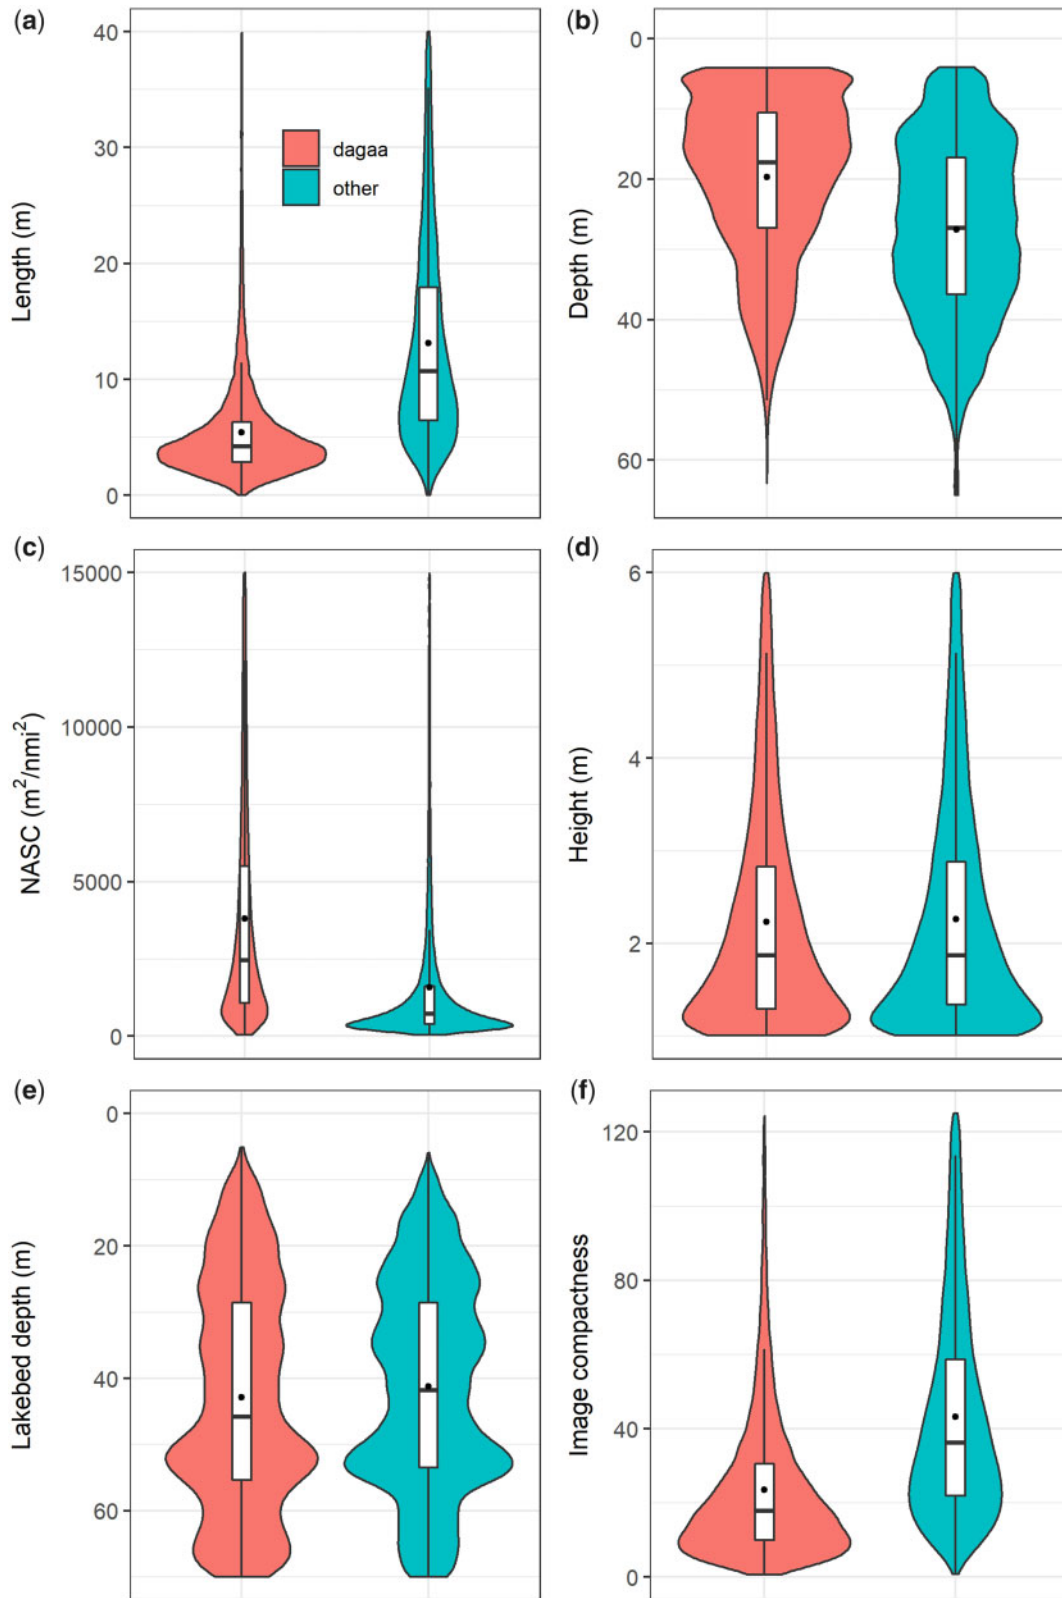 (a)
Length (m)
40
30
20
10
0
dagaa
other
(b)
Depth (m)
0
20
40
60
(c)
NASC (m²/nmi²)
15000
10000
5000
0
(d)
Height (m)
6
4
2
(e)
Lakebed depth (m)
0
20
40
60
(f)
Image compactness
120
80
40
0